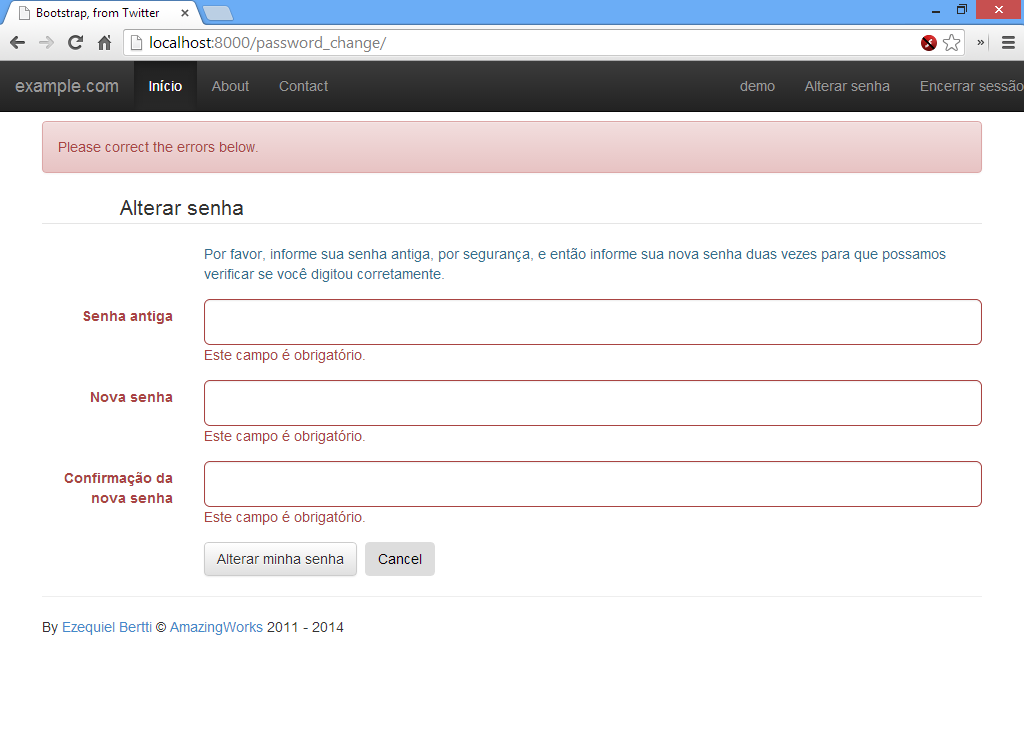 Bootstrap, from Twitter
localhost:8000/password_change/
example.com Início About Contact demo Alterar senha Encerrar sessão
Please correct the errors below.
Alterar senha
Por favor, informe sua senha antiga, por segurança, e então informe sua nova senha duas vezes para que possamos
verificar se você digitou corretamente.
Senha antiga
Este campo é obrigatório.
Nova senha
Este campo é obrigatório.
Confirmação da
nova senha
Este campo é obrigatório.
Alterar minha senha Cancel
By Ezequiel Bertti © AmazingWorks 2011 - 2014